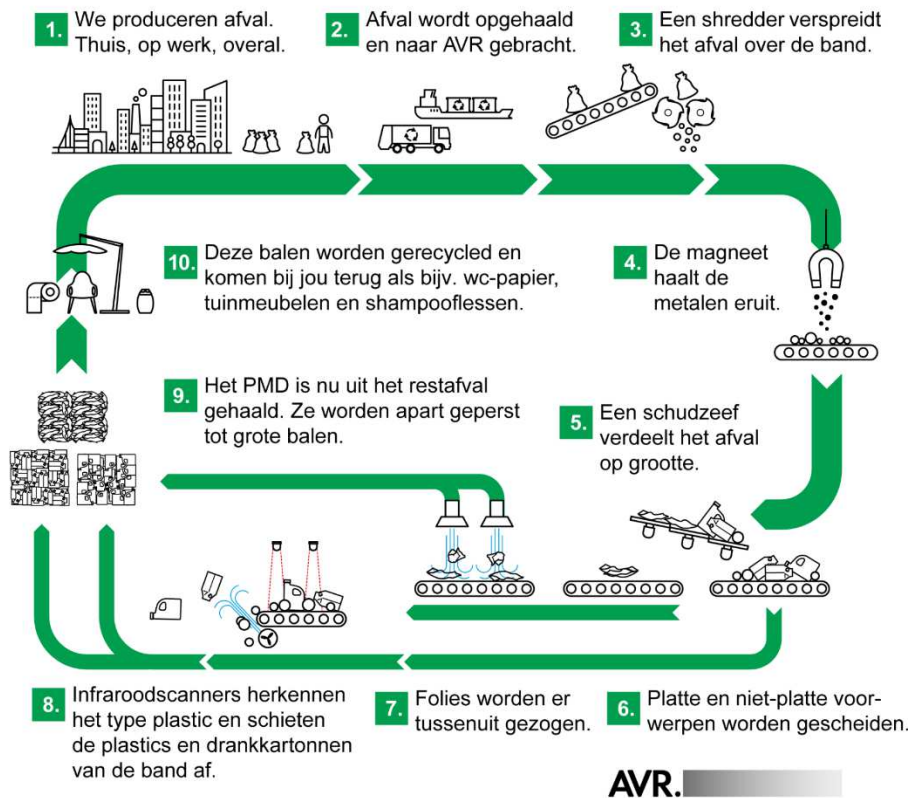 1. We produceren afval.
Thuis, op werk, overal.
2. Afval wordt opgehaald
en naar AVR gebracht.
3. Een shredder verspreidt
het afval over de band.
4. De magneet
haalt de
metalen eruit.
5. Een schudzeef
verdeelt het afval
op grootte.
6. Platte en niet-platte voor-
werpen worden gescheiden.
7. Folies worden er
tussenuit gezogen.
8. Infraroodscanners herkennen
het type plastic en schieten
de plastics en drankkartonnen
van de band af.
9. Het PMD is nu uit het restafval
gehaald. Ze worden apart geperst
tot grote balen.
10. Deze balen worden gerecycled en
komen bij jou terug als bijv. wc-papier,
tuinmeubelen en shampooflessen.
AVR.